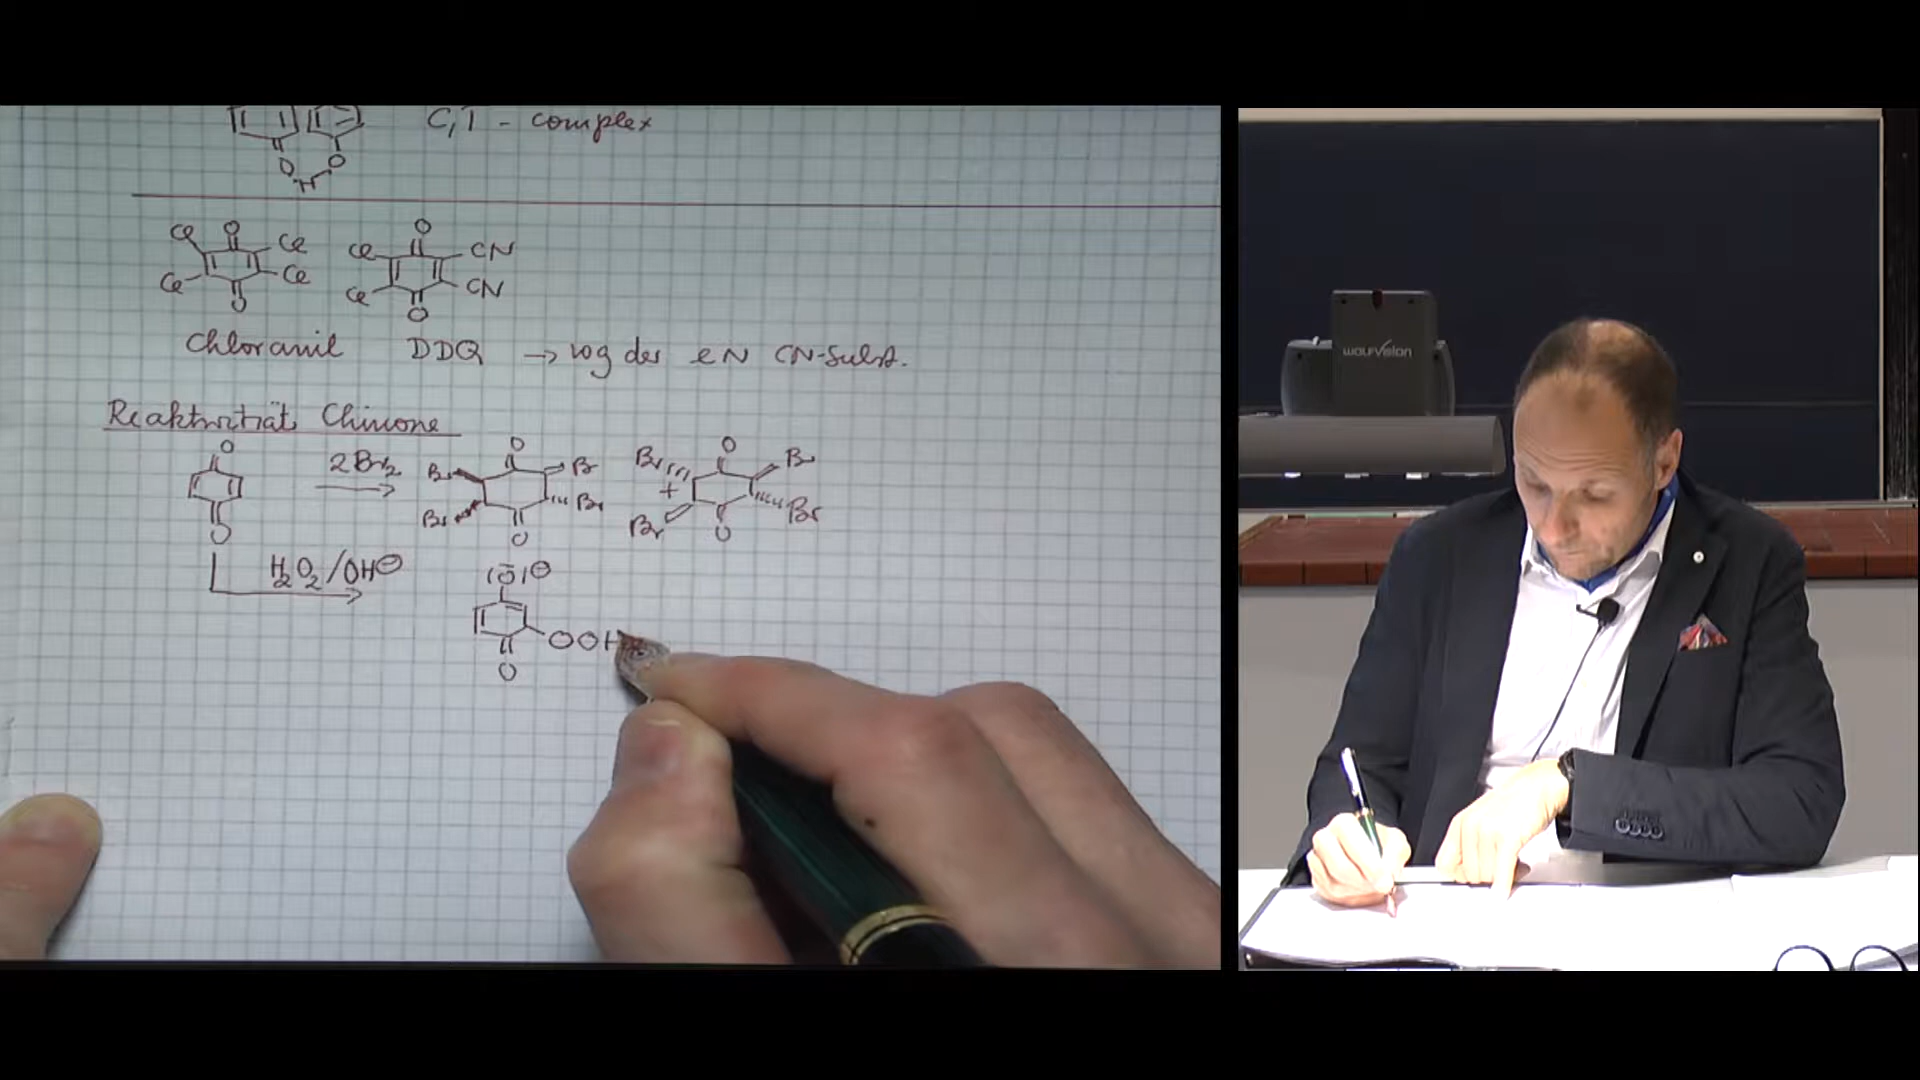 C,T - complex
O O
H
Cl O Cl
Cl O Cl
Cl O CN
Cl O CN
Chloranil DDQ → wg der eN CN-Subst.
Reaktivität Chinone
O 2Br₂ Br O Br + Br O Br
O Br O Br Br O Br
H₂O₂/OH⊖ |O̅|⊖
OOH
O
WOLFVISION